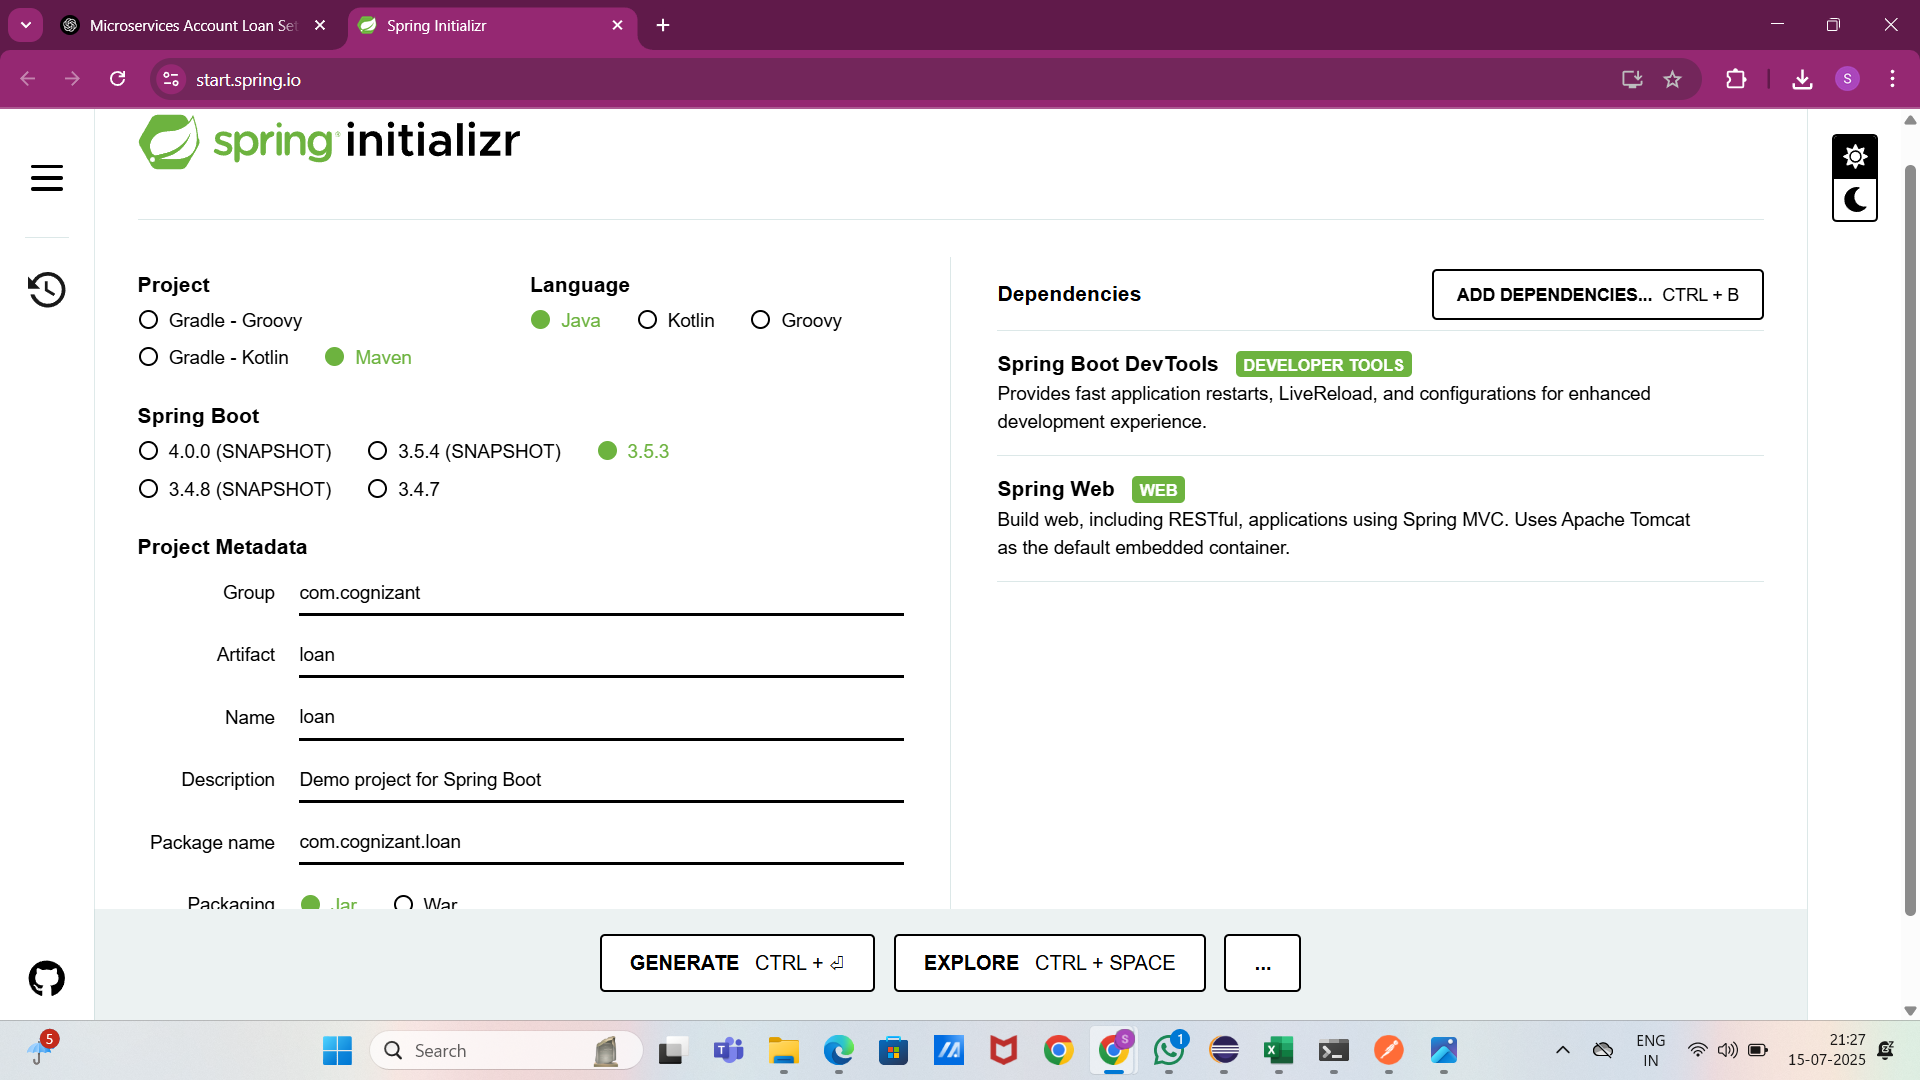 Microservices Account Loan Set
Spring Initializr
start.spring.io
S
spring initializr
Project
Gradle - Groovy
Gradle - Kotlin
Maven
Language
Java
Kotlin
Groovy
Spring Boot
4.0.0 (SNAPSHOT)
3.5.4 (SNAPSHOT)
3.5.3
3.4.8 (SNAPSHOT)
3.4.7
Project Metadata
Group com.cognizant
Artifact loan
Name loan
Description Demo project for Spring Boot
Package name com.cognizant.loan
Packaging Jar War
Dependencies
ADD DEPENDENCIES... CTRL + B
Spring Boot DevTools DEVELOPER TOOLS
Provides fast application restarts, LiveReload, and configurations for enhanced
development experience.
Spring Web WEB
Build web, including RESTful, applications using Spring MVC. Uses Apache Tomcat
as the default embedded container.
GENERATE CTRL + ⏎
EXPLORE CTRL + SPACE
...
5
Search
S
1
ENG
IN
21:27
15-07-2025